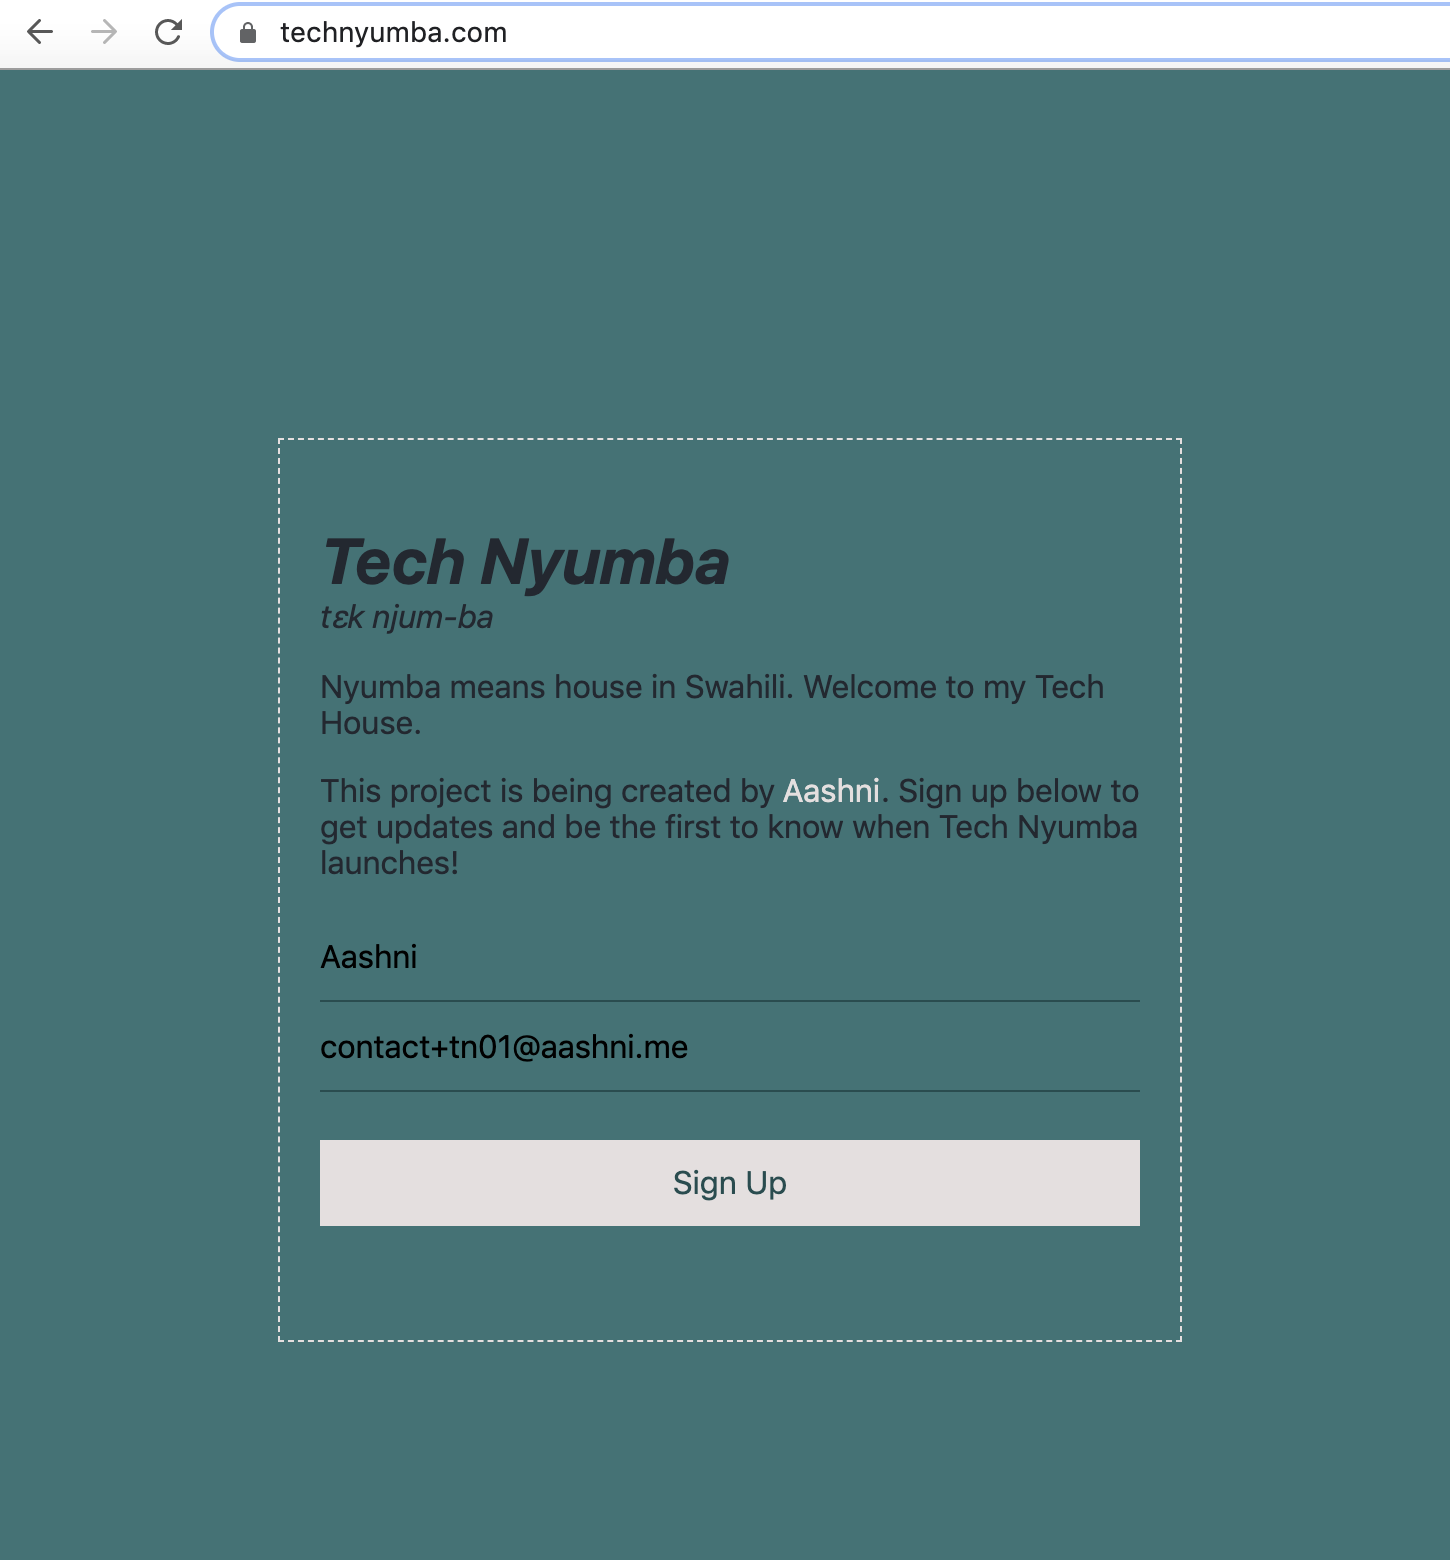 technyumba.com
Tech Nyumba
tɛk njum-ba
Nyumba means house in Swahili. Welcome to my Tech
House.
This project is being created by Aashni. Sign up below to
get updates and be the first to know when Tech Nyumba
launches!
Aashni
contact+tn01@aashni.me
Sign Up